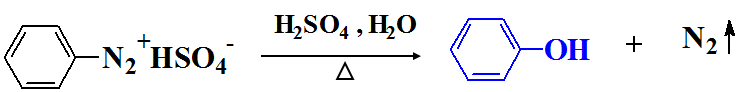 N₂⁺HSO₄⁻
H₂SO₄ , H₂O
△
OH + N₂↑